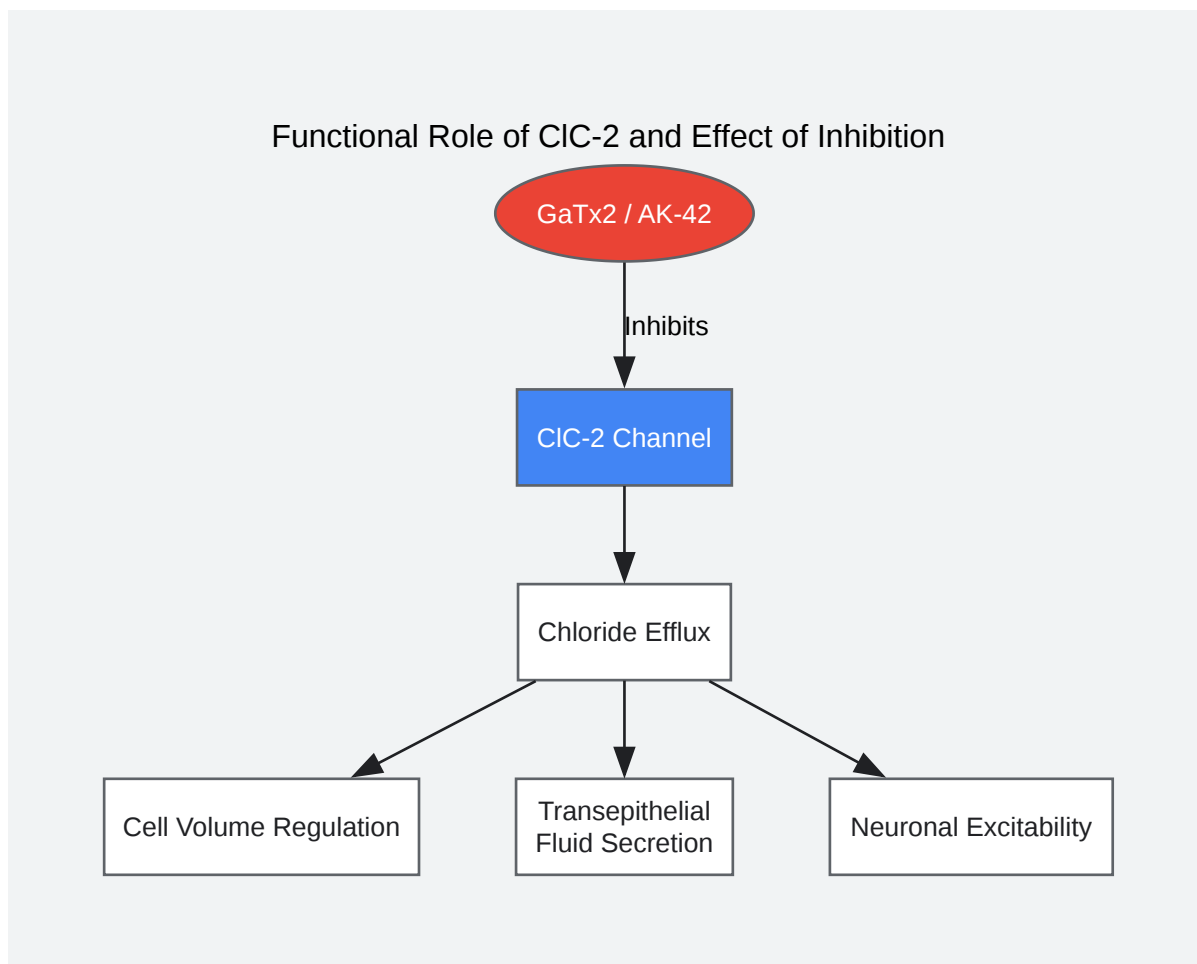 Functional Role of ClC-2 and Effect of Inhibition
GaTx2 / AK-42
Inhibits
ClC-2 Channel
Chloride Efflux
Cell Volume Regulation
Transepithelial
Fluid Secretion
Neuronal Excitability